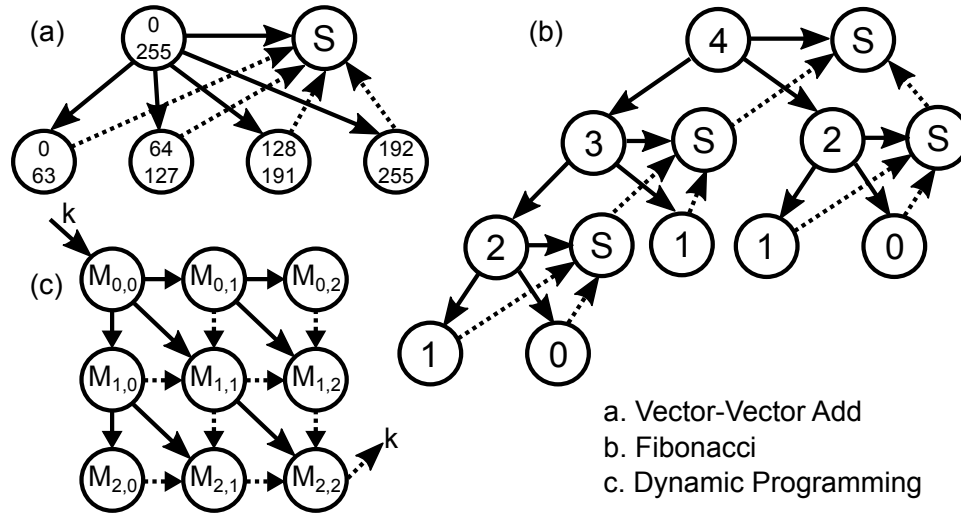 (a)
0
255
S
0
63
64
127
128
191
192
255
(b)
4
S
3
S
2
S
2
S
1
1
0
1
0
k
(c)
M0,0
M0,1
M0,2
M1,0
M1,1
M1,2
M2,0
M2,1
M2,2
k
a. Vector-Vector Add
b. Fibonacci
c. Dynamic Programming